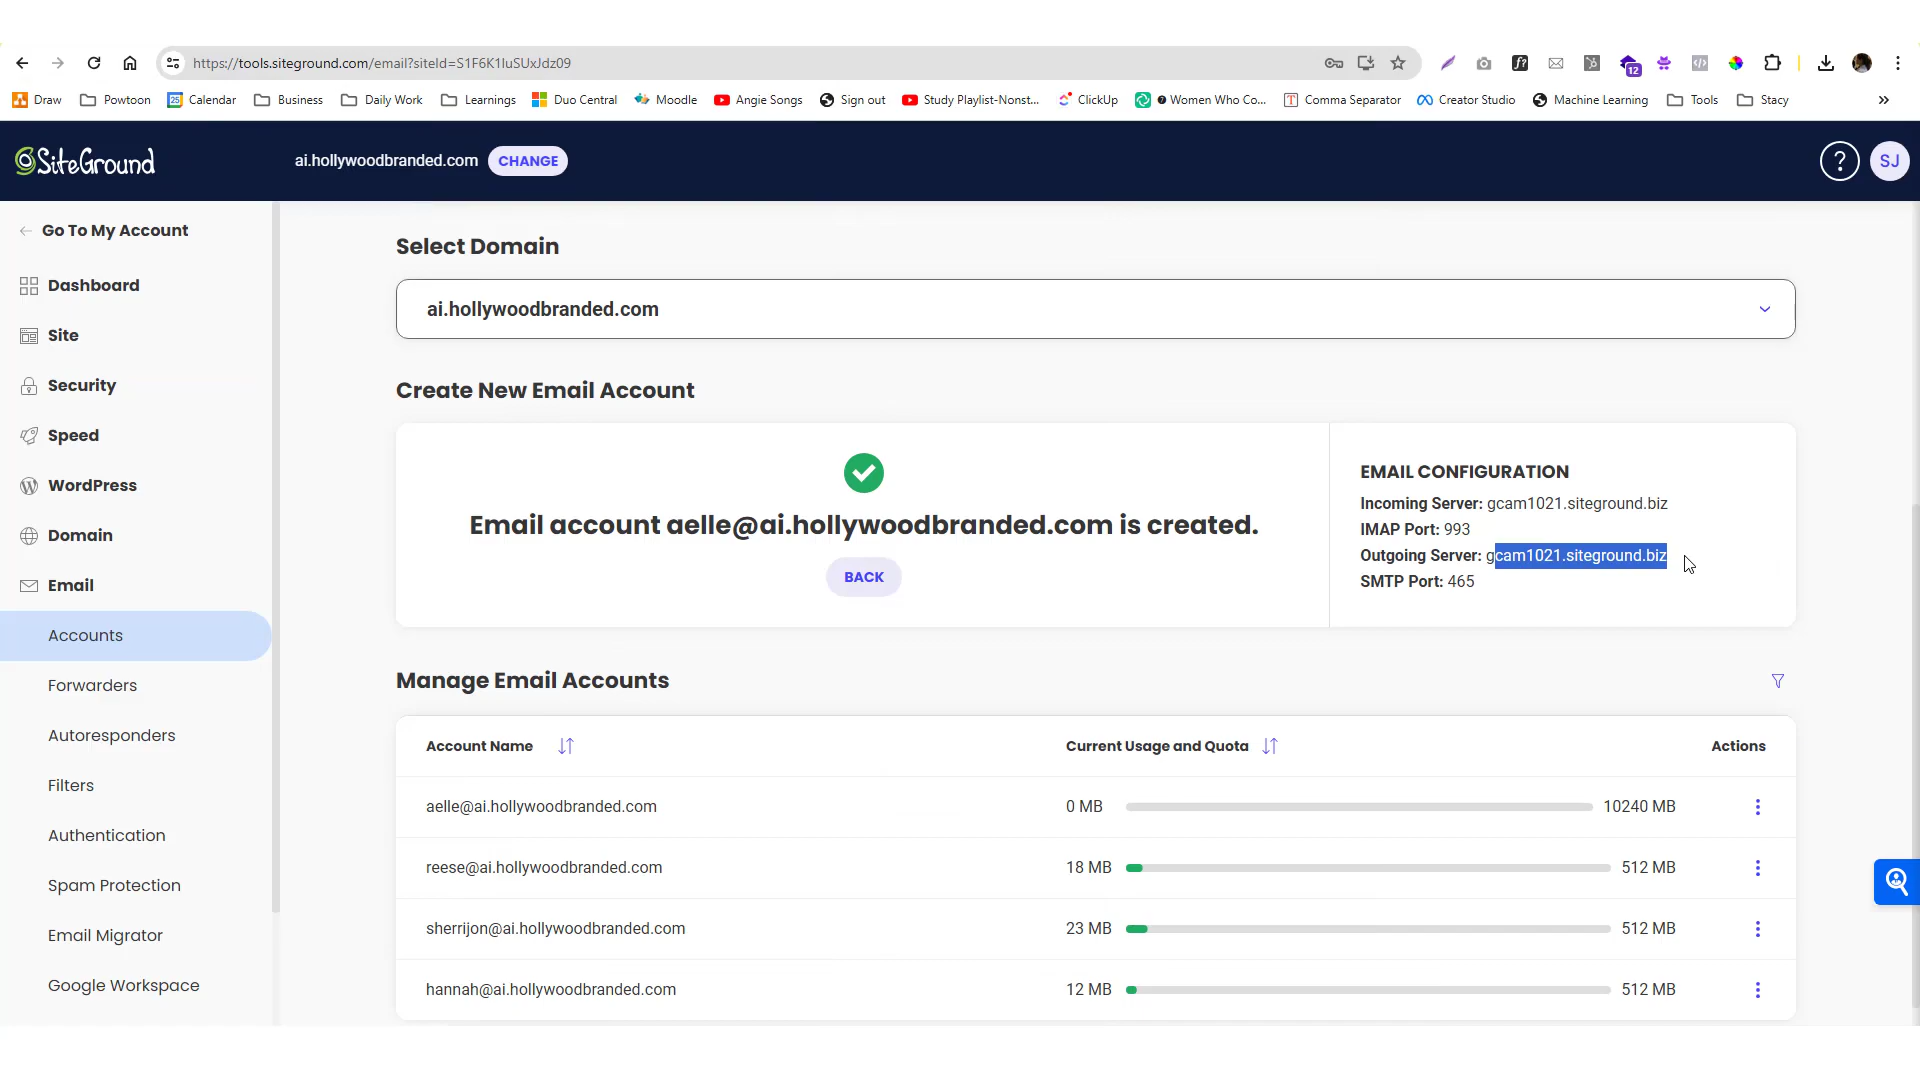 https://tools.siteground.com/email?siteId=S1F6K1luSUxJdz09
12
Draw
Powtoon
Calendar
Business
Daily Work
Learnings
Duo Central
Moodle
Angie Songs
Sign out
Study Playlist-Nonst...
ClickUp
Women Who Co...
Comma Separator
Creator Studio
Machine Learning
Tools
Stacy
SiteGround
ai.hollywoodbranded.com
CHANGE
?
SJ
Go To My Account
Dashboard
Site
Security
Speed
WordPress
Domain
Email
Accounts
Forwarders
Autoresponders
Filters
Authentication
Spam Protection
Email Migrator
Google Workspace
Select Domain
ai.hollywoodbranded.com
Create New Email Account
Email account aelle@ai.hollywoodbranded.com is created.
BACK
EMAIL CONFIGURATION
Incoming Server: gcam1021.siteground.biz
IMAP Port: 993
Outgoing Server: gcam1021.siteground.biz
SMTP Port: 465
Manage Email Accounts
Account Name
Current Usage and Quota
Actions
aelle@ai.hollywoodbranded.com
0 MB
10240 MB
reese@ai.hollywoodbranded.com
18 MB
512 MB
sherrijon@ai.hollywoodbranded.com
23 MB
512 MB
hannah@ai.hollywoodbranded.com
12 MB
512 MB